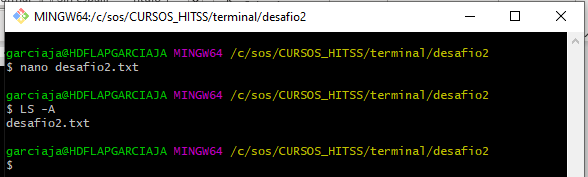 MINGW64:/c/sos/CURSOS_HITSS/terminal/desafio2
garciaja@HDFLAPGARCIAJA MINGW64 /c/sos/CURSOS_HITSS/terminal/desafio2
$ nano desafio2.txt
garciaja@HDFLAPGARCIAJA MINGW64 /c/sos/CURSOS_HITSS/terminal/desafio2
$ LS -A
desafio2.txt
garciaja@HDFLAPGARCIAJA MINGW64 /c/sos/CURSOS_HITSS/terminal/desafio2
$